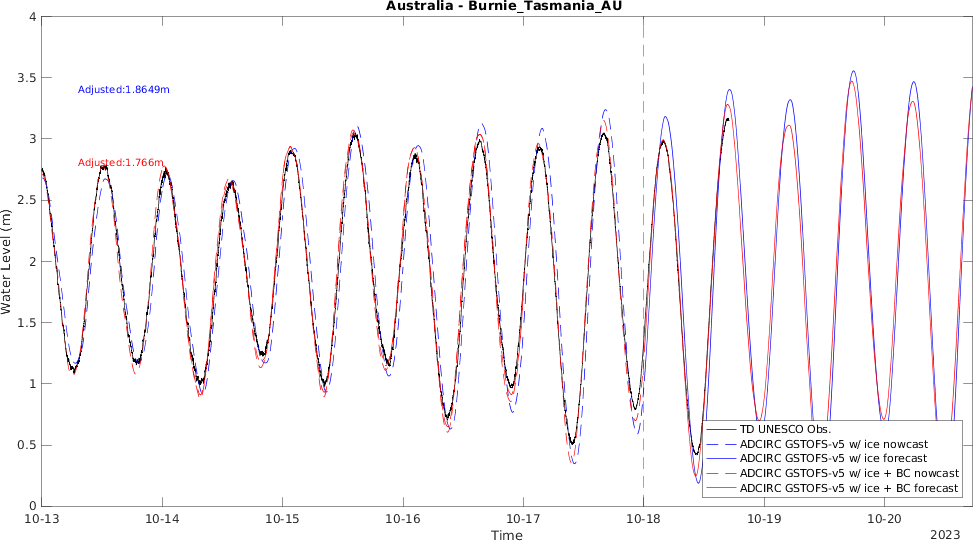 Australia - Burnie_Tasmania_AU
4
3.5
3
2.5
2
1.5
1
0.5
0
Water Level (m)
Adjusted:1.8649m
Adjusted:1.766m
TD UNESCO Obs.
ADCIRC GSTOFS-v5 w/ ice nowcast
ADCIRC GSTOFS-v5 w/ ice forecast
ADCIRC GSTOFS-v5 w/ ice + BC nowcast
ADCIRC GSTOFS-v5 w/ ice + BC forecast
10-13 10-14 10-15 10-16 10-17 10-18 10-19 10-20
Time
2023